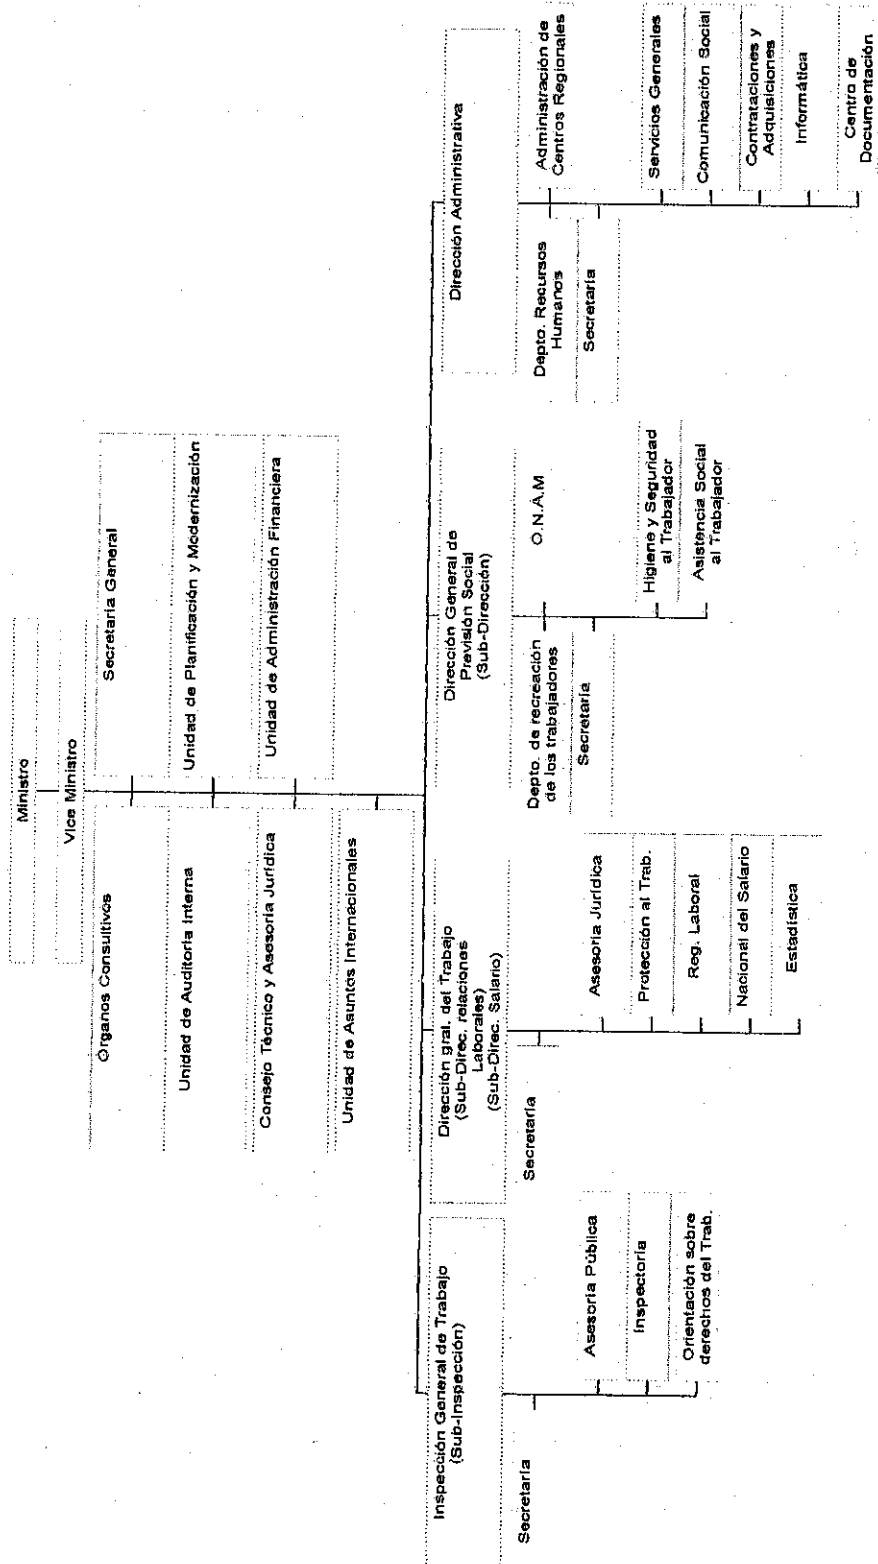 Ministro
Vice Ministro
Organos Consultivos
Secretaria General
Unidad de Auditoría Interna
Unidad de Planificación y Modernización
Consejo Técnico y Asesoría Jurídica
Unidad de Administración Financiera
Unidad de Asuntos Internacionales
Inspección General de Trabajo
(Sub-Inspección)
Secretaría
Asesoría Pública
Inspectoría
Orientación sobre
derechos del Trab.
Dirección gral. del Trabajo
(Sub-Direc. relaciones
Laborales)
(Sub-Direc. Salario)
Secretaría
Asesoría Jurídica
Protección al Trab.
Reg. Laboral
Nacional del Salario
Estadística
Dirección General de
Previsión Social
(Sub-Dirección)
Depto. de recreación
de los trabajadores
O.N.A.M
Secretaría
Higiene y Seguridad
al Trabajador
Asistencia Social
al Trabajador
Dirección Administrativa
Depto. Recursos
Humanos
Administración de
Centros Regionales
Secretaría
Servicios Generales
Comunicación Social
Contrataciones y
Adquisiciones
Informática
Centro de
Documentación